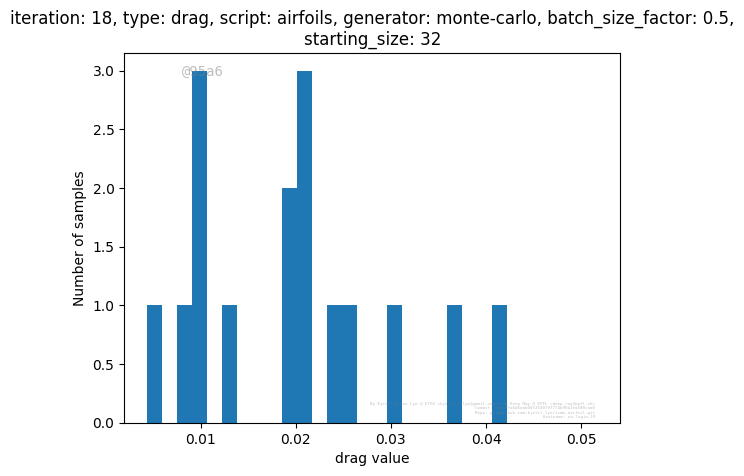 iteration: 18, type: drag, script: airfoils, generator: monte-carlo, batch_size_factor: 0.5,
starting_size: 32
@95a6
3.0
2.5
2.0
1.5
1.0
0.5
0.0
Number of samples
0.01 0.02 0.03 0.04 0.05
drag value